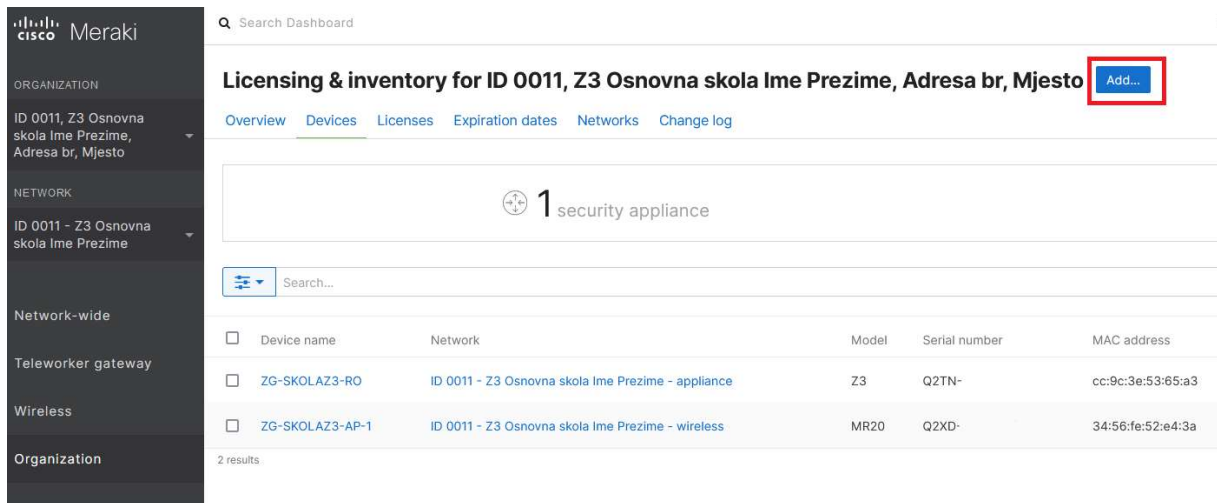 cisco Meraki
Search Dashboard
ORGANIZATION
ID 0011, Z3 Osnovna
skola Ime Prezime,
Adresa br, Mjesto
NETWORK
ID 0011 - Z3 Osnovna
skola Ime Prezime
Network-wide
Teleworker gateway
Wireless
Organization
Licensing & inventory for ID 0011, Z3 Osnovna skola Ime Prezime, Adresa br, Mjesto Add...
Overview Devices Licenses Expiration dates Networks Change log
1 security appliance
Search...
Device name Network Model Serial number MAC address
ZG-SKOLAZ3-RO ID 0011 - Z3 Osnovna skola Ime Prezime - appliance Z3 Q2TN- cc:9c:3e:53:65:a3
ZG-SKOLAZ3-AP-1 ID 0011 - Z3 Osnovna skola Ime Prezime - wireless MR20 Q2XD- 34:56:fe:52:e4:3a
2 results